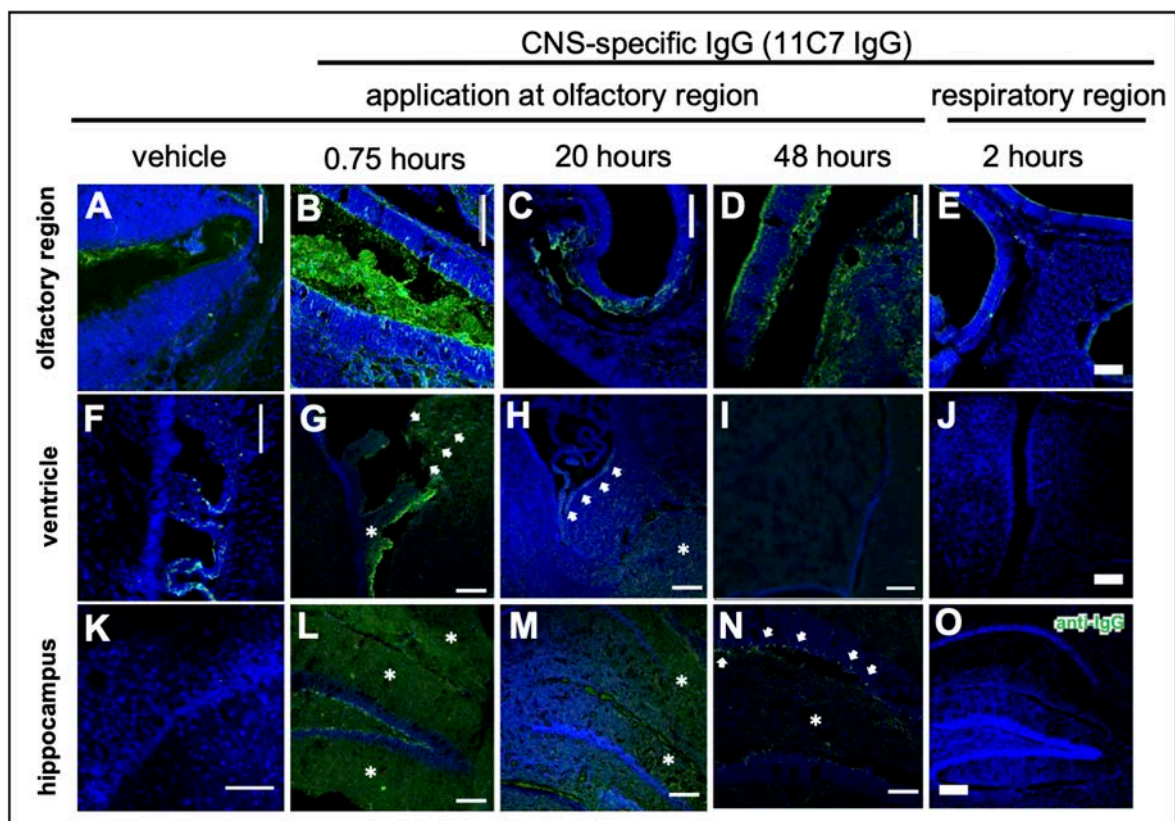 CNS-specific IgG (11C7 IgG)
application at olfactory region respiratory region
vehicle 0.75 hours 20 hours 48 hours 2 hours
olfactory region
A B C D E
ventricle
F G * H * I J
hippocampus
K L * * * M * * N * O anti-IgG